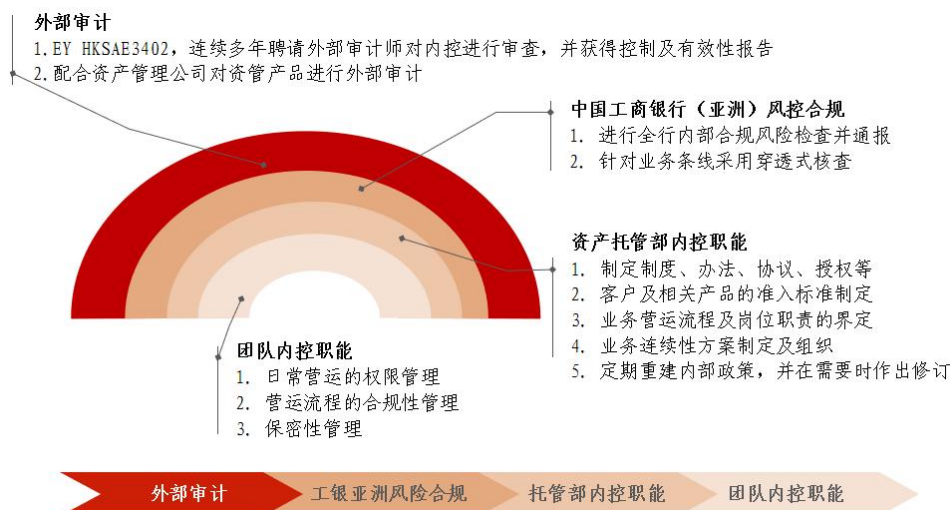 外部审计
1.EY HKSAE3402，连续多年聘请外部审计师对内控进行审查，并获得控制及有效性报告
2.配合资产管理公司对资管产品进行外部审计
中国工商银行（亚洲）风控合规
1. 进行全行内部合规风险检查并通报
2. 针对业务条线采用穿透式核查
资产托管部内控职能
1. 制定制度、办法、协议、授权等
2. 客户及相关产品的准入标准制定
3. 业务营运流程及岗位职责的界定
4. 业务连续性方案制定及组织
5. 定期重建内部政策，并在需要时作出修订
团队内控职能
1. 日常营运的权限管理
2. 营运流程的合规性管理
3. 保密性管理
外部审计 工银亚洲风险合规 托管部内控职能 团队内控职能